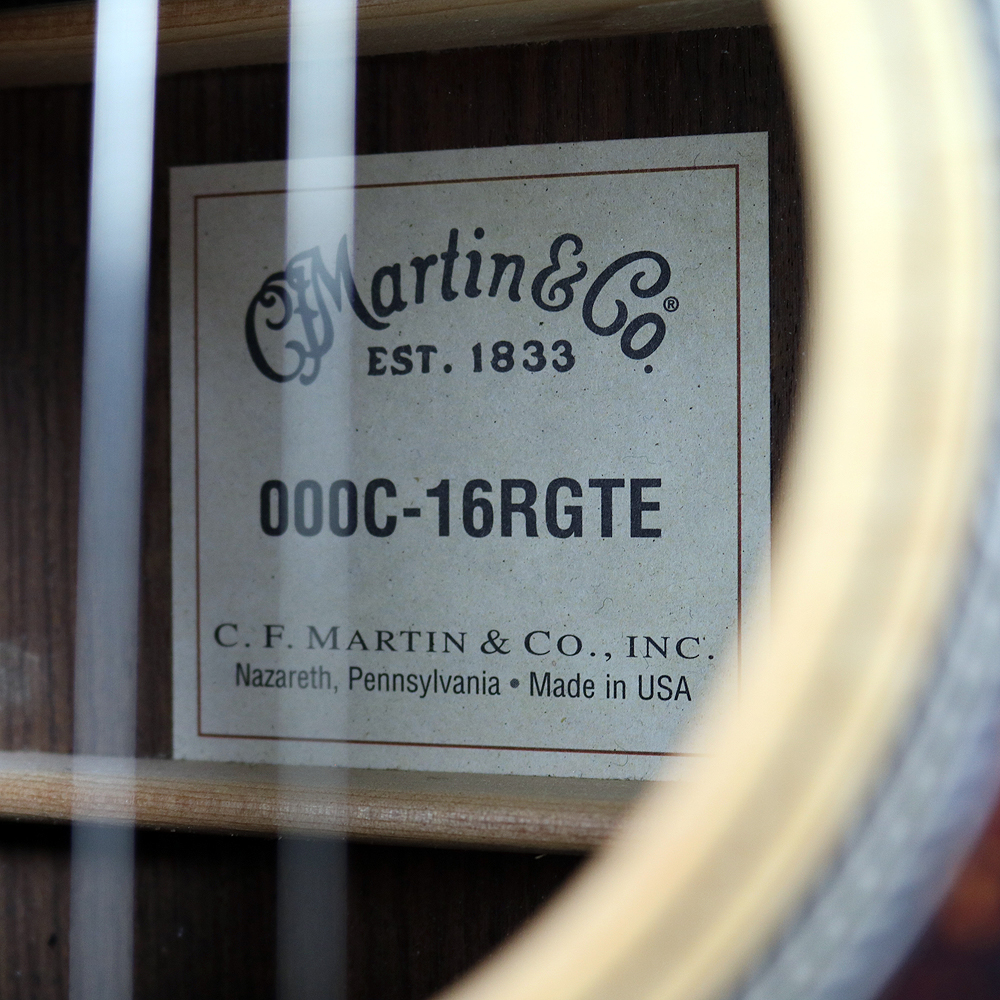 CFMartin & Co.®
EST. 1833
000C-16RGTE
C. F. MARTIN & CO., INC.
Nazareth, Pennsylvania • Made in USA